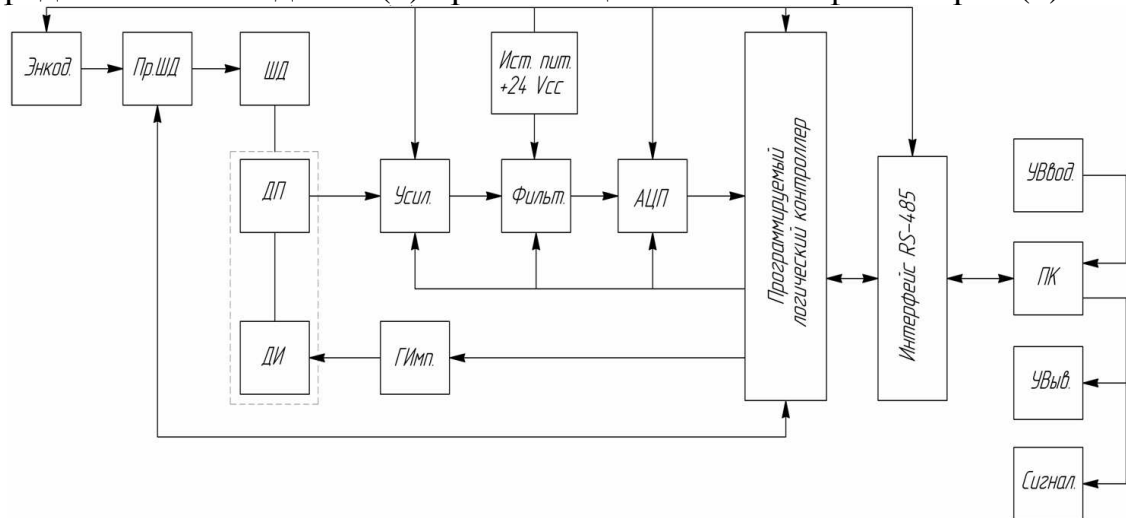 Энкод.
Пр.ШД
ШД
Ист. пит.
+24 Vcc
ДП
Усил.
Фильт.
АЦП
Программируемый
логический контроллер
Интерфейс RS-485
УВвод.
ПК
ДИ
ГИмп.
УВыв.
Сигнал.